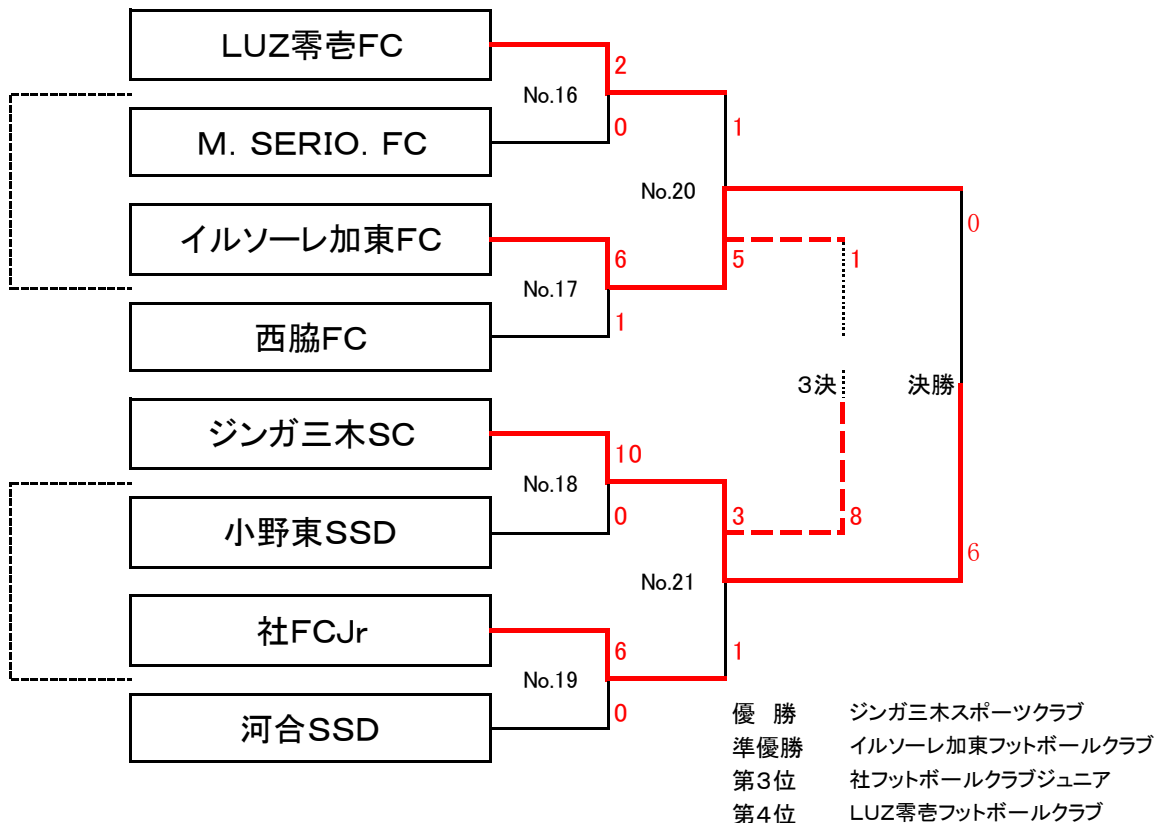 LUZ零壱FC
2
No.16
1
0
M．SERIO．FC
No.20
0
イルソーレ加東FC
6
5
1
No.17
1
西脇FC
3決
決勝
ジンガ三木SC
10
No.18
0
3
8
小野東SSD
6
No.21
社FCJr
6
1
No.19
0
河合SSD
優　勝　ジンガ三木スポーツクラブ
準優勝　イルソーレ加東フットボールクラブ
第3位　社フットボールクラブジュニア
第4位　LUZ零壱フットボールクラブ